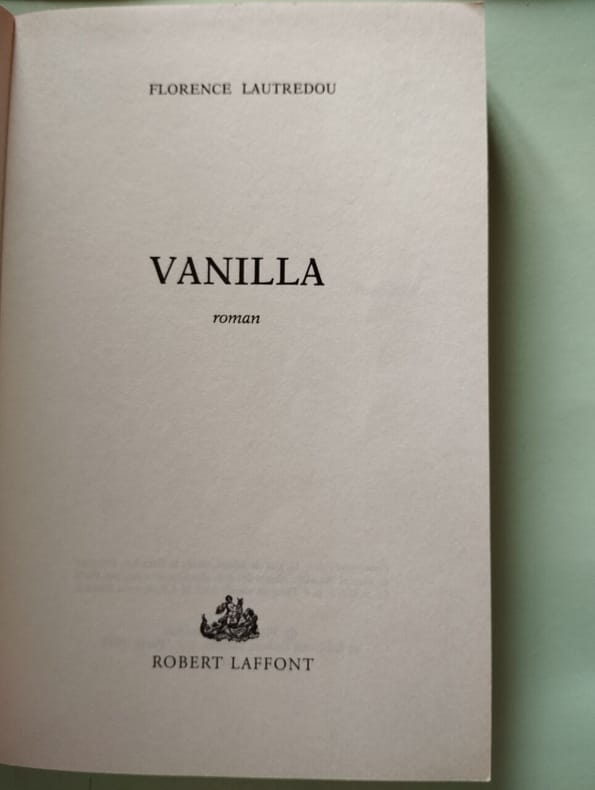 FLORENCE LAUTREDOU
VANILLA
roman
ROBERT LAFFONT